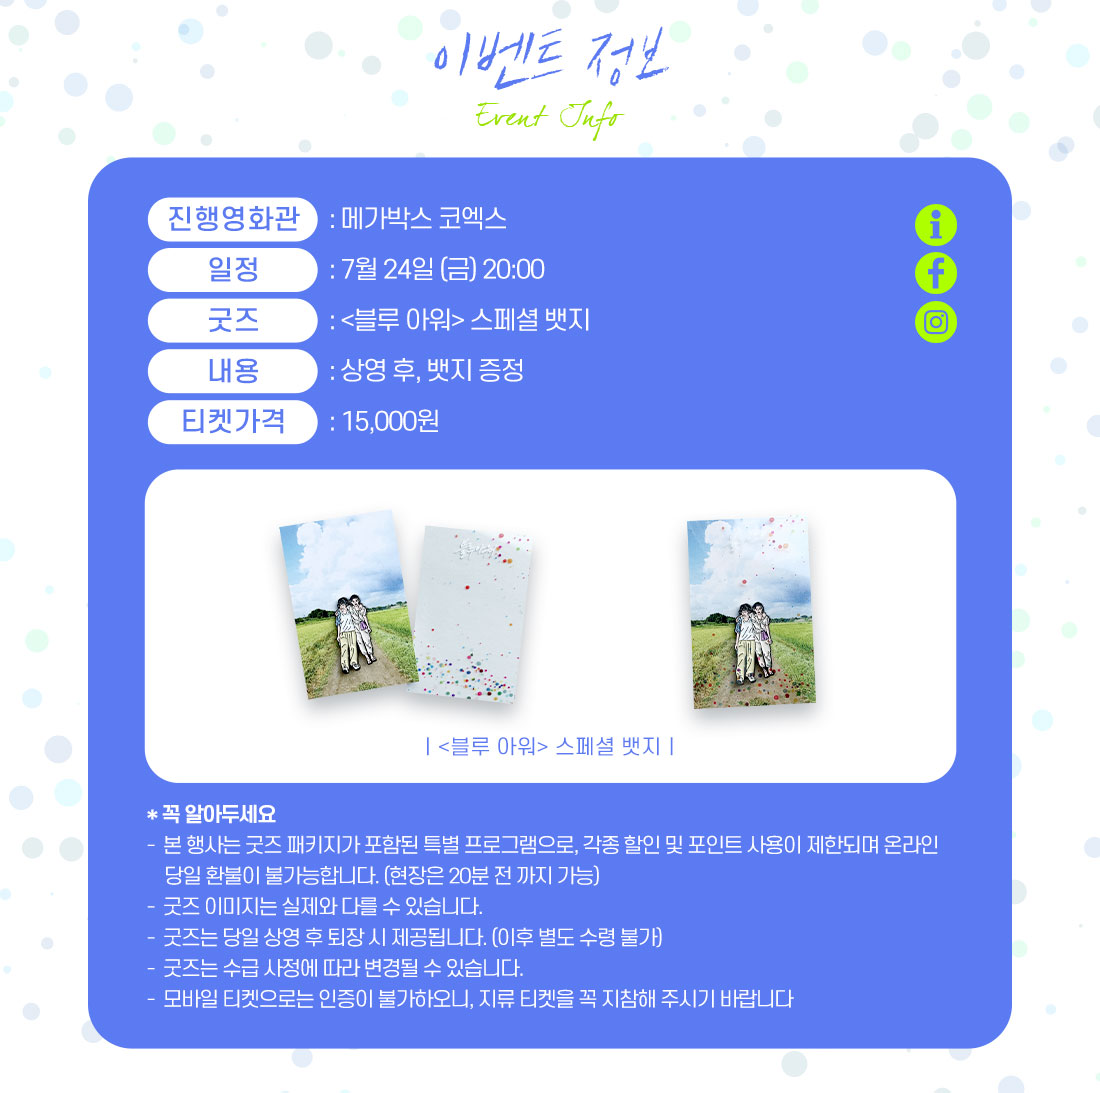 이벤트 정보
Event Info
진행영화관 : 메가박스 코엑스
일정 : 7월 24일 (금) 20:00
굿즈 : <블루 아워> 스페셜 뱃지
내용 : 상영 후, 뱃지 증정
티켓가격 : 15,000원
| <블루 아워> 스페셜 뱃지 |
* 꼭 알아두세요
- 본 행사는 굿즈 패키지가 포함된 특별 프로그램으로, 각종 할인 및 포인트 사용이 제한되며 온라인
당일 환불이 불가능합니다. (현장은 20분 전 까지 가능)
- 굿즈 이미지는 실제와 다를 수 있습니다.
- 굿즈는 당일 상영 후 퇴장 시 제공됩니다. (이후 별도 수령 불가)
- 굿즈는 수급 사정에 따라 변경될 수 있습니다.
- 모바일 티켓으로는 인증이 불가하오니, 지류 티켓을 꼭 지참해 주시기 바랍니다